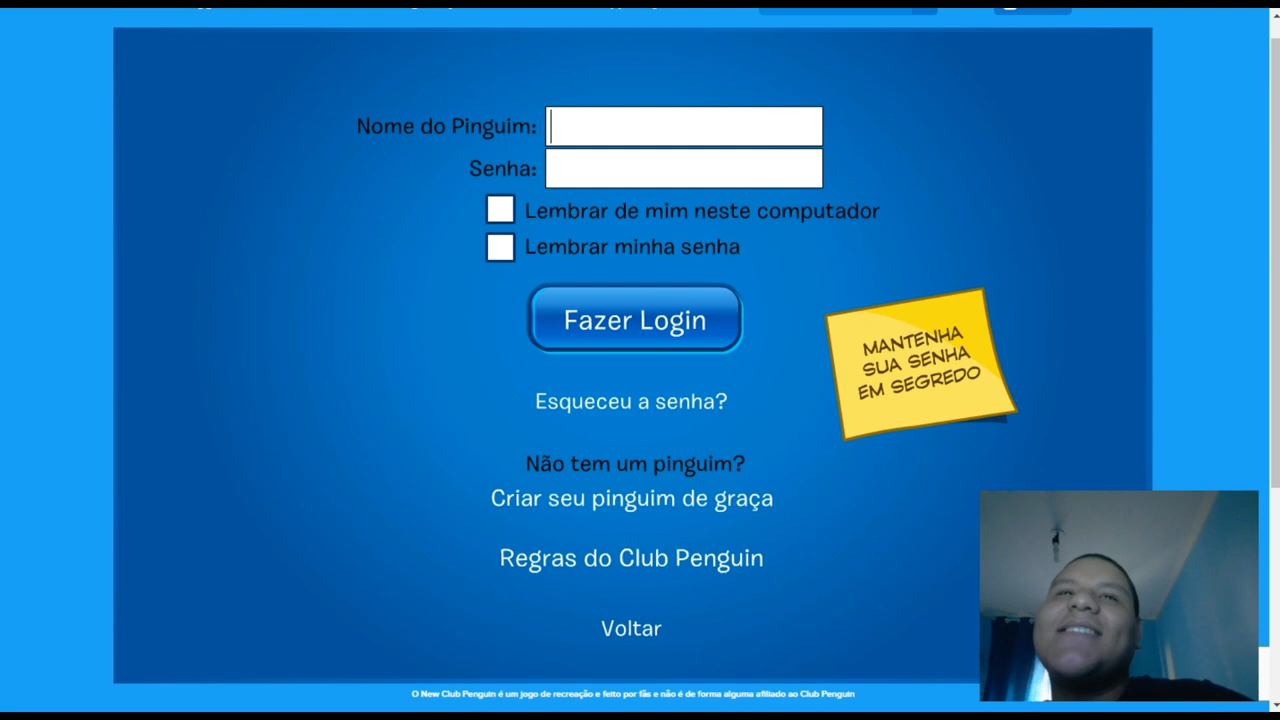 Nome do Pinguim:
Senha:
Lembrar de mim neste computador
Lembrar minha senha
Fazer Login
MANTENHA
SUA SENHA
EM SEGREDO
Esqueceu a senha?
Não tem um pinguim?
Criar seu pinguim de graça
Regras do Club Penguin
Voltar
O New Club Penguin é um jogo de recreação e feito por fãs e não é de forma alguma afiliado ao Club Penguin